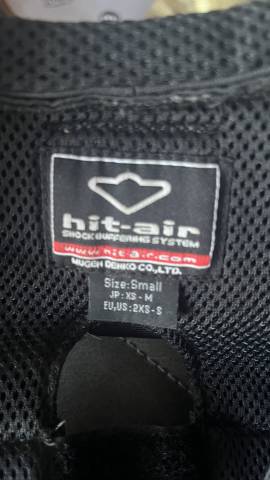 hit-air
SHOCK BUFFERING SYSTEM
www.hit-air.com
MUGEN DENKO CO.,LTD.
Size:Small
JP: XS - M
EU,US: 2XS-S